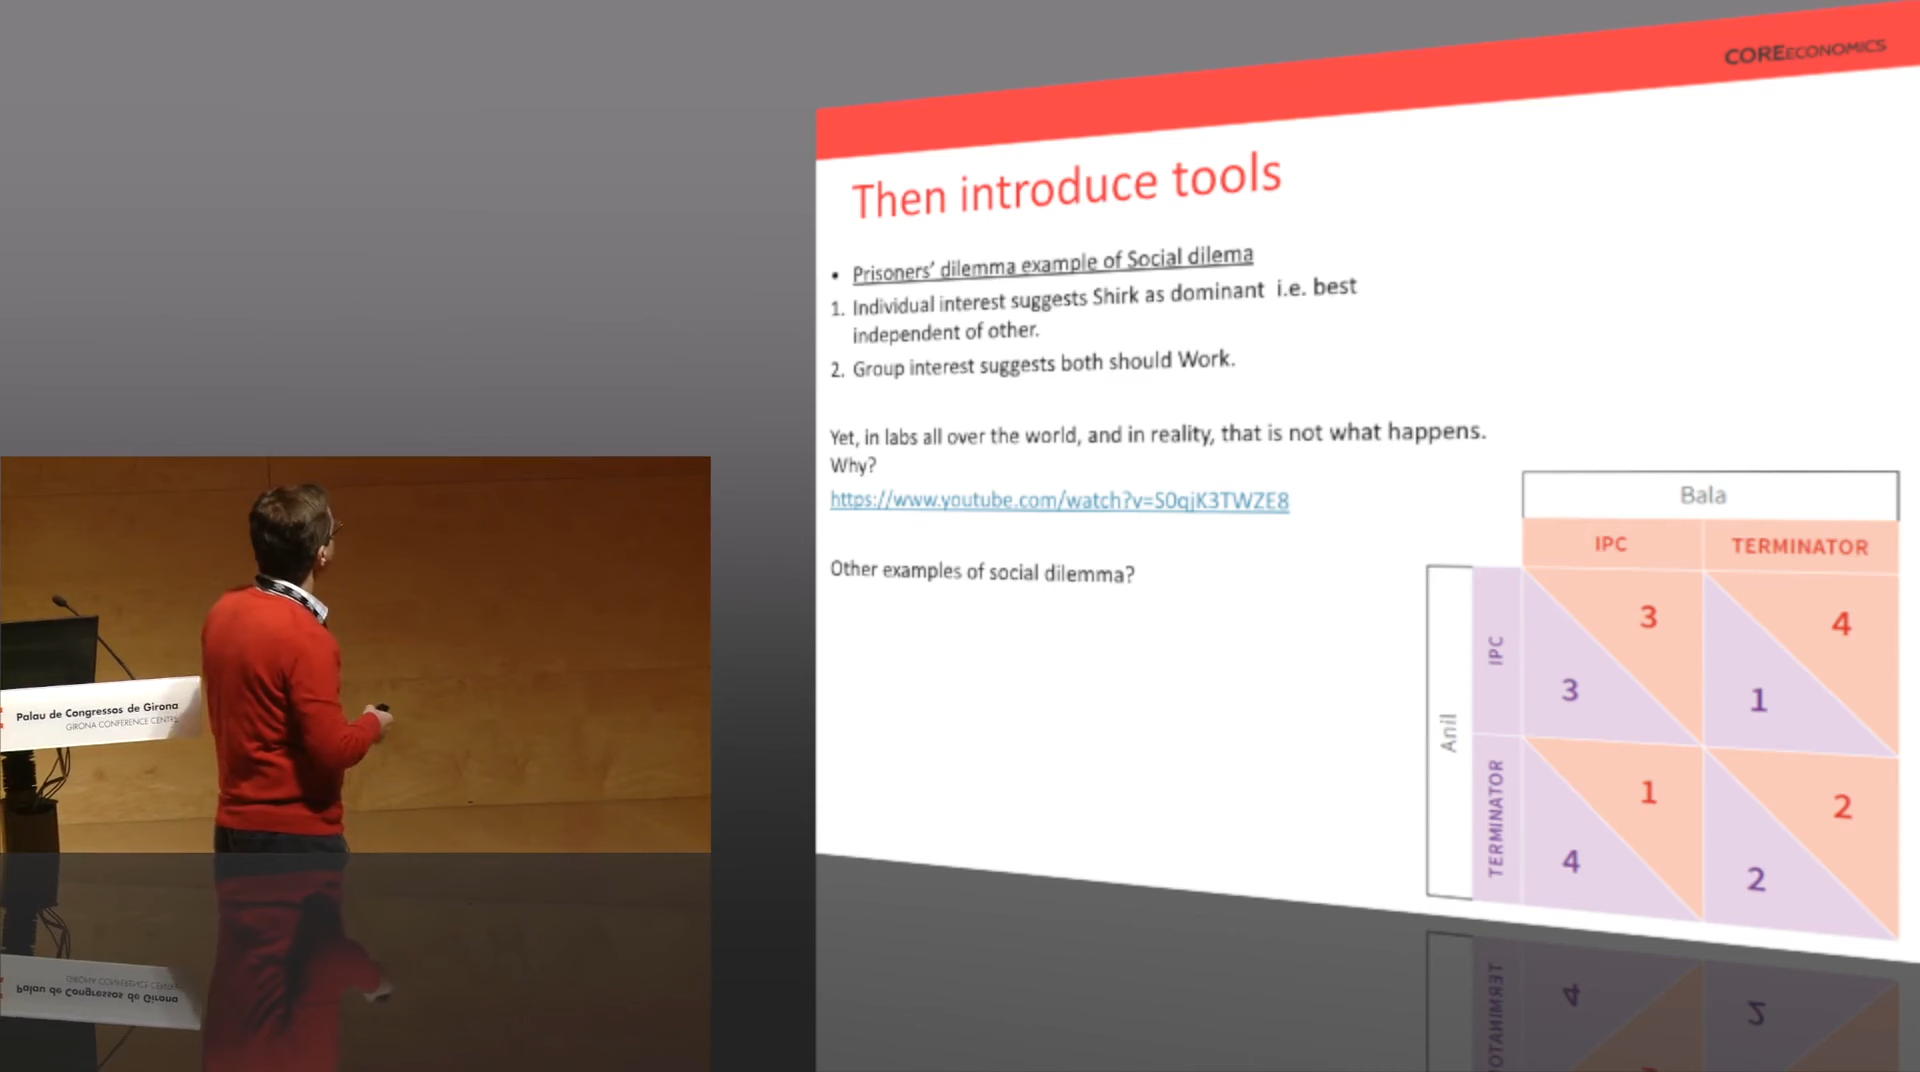 COREECONOMICS
Then introduce tools
• Prisoners’ dilemma example of Social dilema
1. Individual interest suggests Shirk as dominant i.e. best
independent of other.
2. Group interest suggests both should Work.
Yet, in labs all over the world, and in reality, that is not what happens.
Why?
https://www.youtube.com/watch?v=S0qjK3TWZE8
Other examples of social dilemma?
Bala
IPC
TERMINATOR
Anil
IPC
3
3
4
1
TERMINATOR
1
4
2
2
Palau de Congressos de Girona
GIRONA CONFERENCE CENTRE